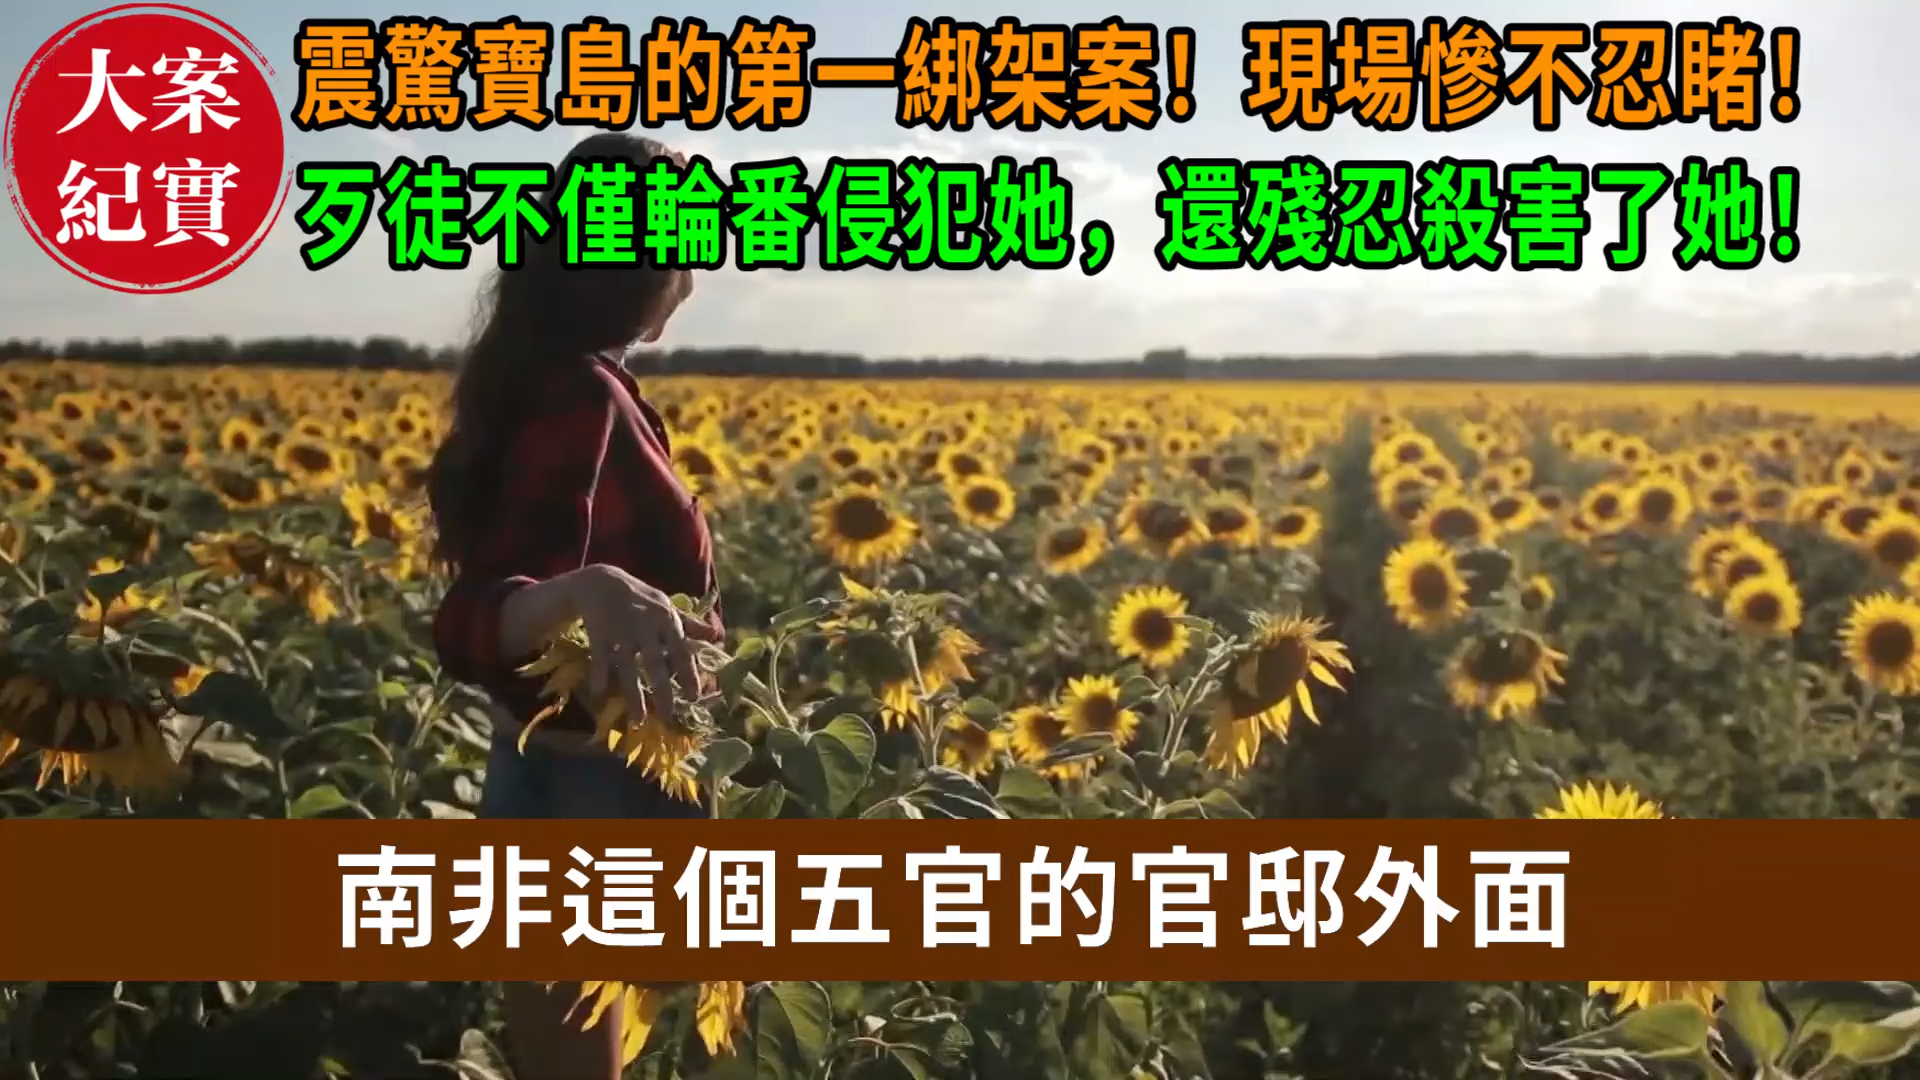 大案
紀實
震驚寶島的第一綁架案！現場慘不忍睹！
歹徒不僅輪番侵犯她，還殘忍殺害了她！
南非這個五官的官邸外面